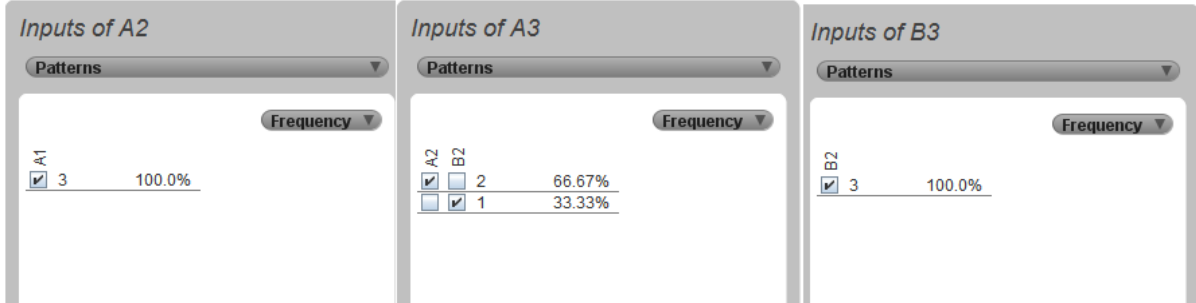 Inputs of A2
Patterns
Frequency
A1
3 100.0%
Inputs of A3
Patterns
Frequency
A2 B2
2 66.67%
1 33.33%
Inputs of B3
Patterns
Frequency
B2
3 100.0%